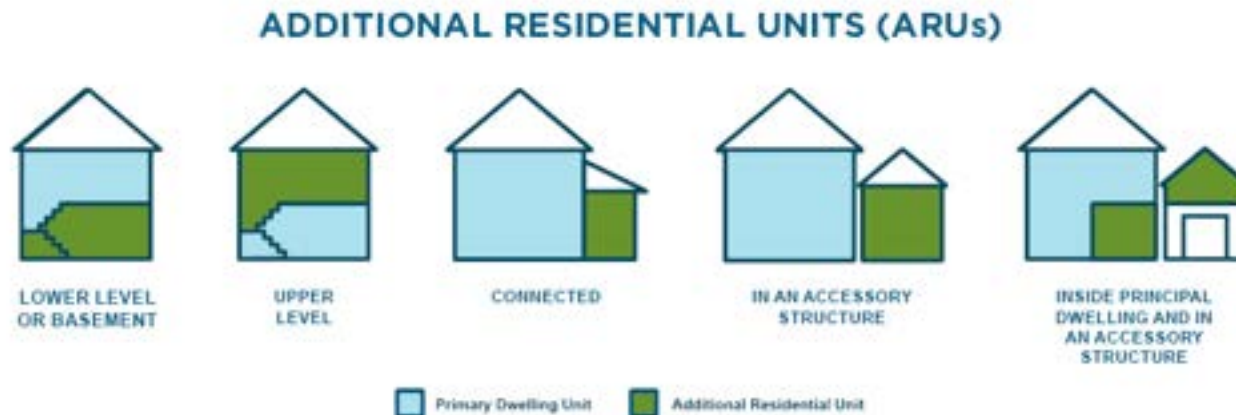 ADDITIONAL RESIDENTIAL UNITS (ARUs)
LOWER LEVEL
OR BASEMENT
UPPER
LEVEL
CONNECTED
IN AN ACCESSORY
STRUCTURE
INSIDE PRINCIPAL
DWELLING AND IN
AN ACCESSORY
STRUCTURE
Primary Dwelling Unit
Additional Residential Unit